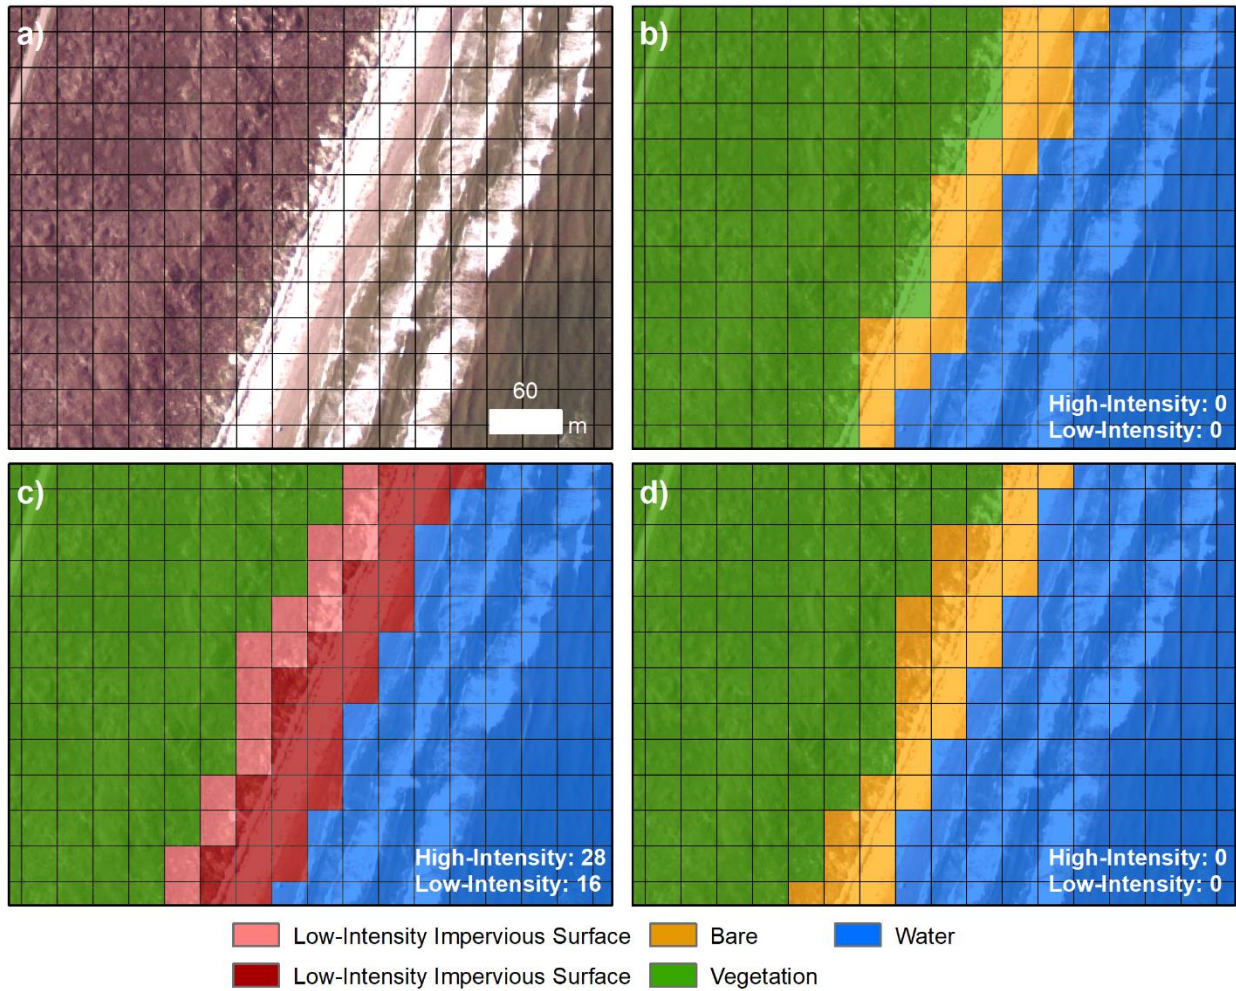 a)
b)
60
m
High-Intensity: 0
Low-Intensity: 0
c)
d)
High-Intensity: 28
Low-Intensity: 16
High-Intensity: 0
Low-Intensity: 0
Low-Intensity Impervious Surface
Bare
Water
Low-Intensity Impervious Surface
Vegetation